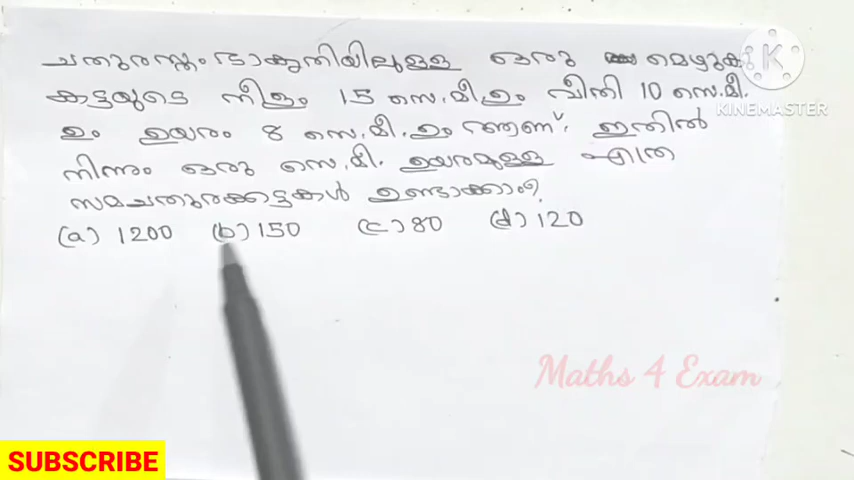 ചതുരസ്തംഭാകൃതിയിലുള്ള ഒരു മെഴുകു
കട്ടയുടെ നീളം 15 സെ.മീ.ഉം വീതി 10 സെ.മീ.
ഉം ഉയരം 8 സെ.മീ.ഉം ആണ്. ഇതിൽ
നിന്നും ഒരു സെ.മീ. ഉയരമുള്ള എത്ര
സമചതുരക്കട്ടകൾ ഉണ്ടാക്കാം?
(a) 1200 (b) 150 (c) 80 (d) 120
K
KINEMASTER
Maths 4 Exam
SUBSCRIBE